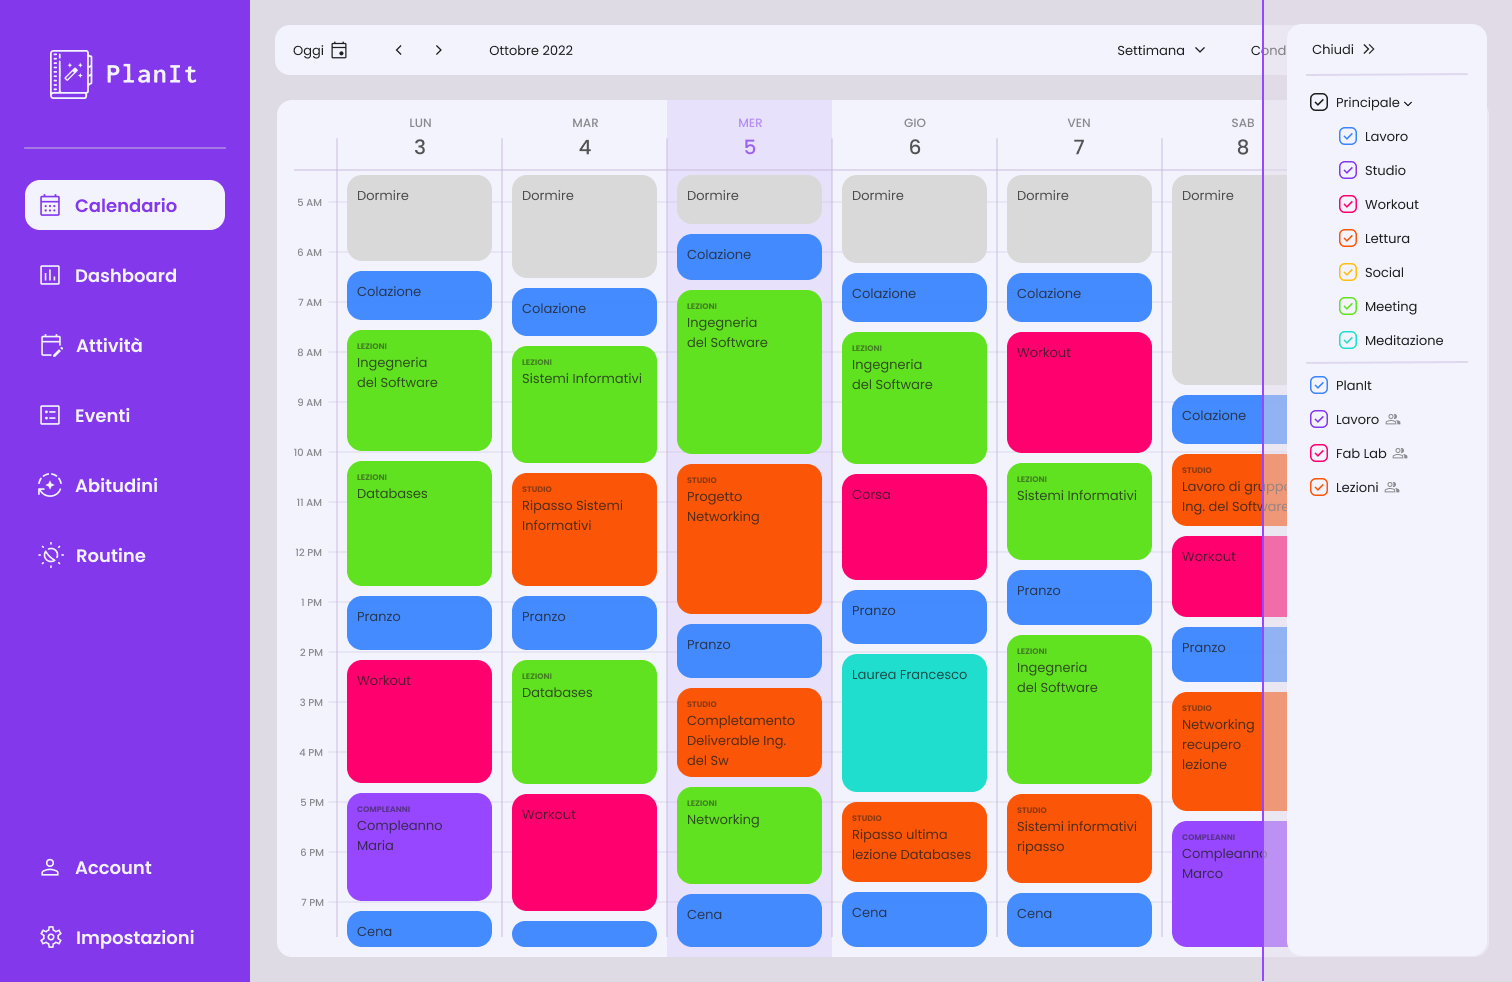 PlanIt
Calendario
Dashboard
Attività
Eventi
Abitudini
Routine
Account
Impostazioni
Oggi
Ottobre 2022
Settimana
Cond
LUN
3
MAR
4
MER
5
GIO
6
VEN
7
SAB
8
5 AM
6 AM
7 AM
8 AM
9 AM
10 AM
11 AM
12 PM
1 PM
2 PM
3 PM
4 PM
5 PM
6 PM
7 PM
Dormire
Colazione
LEZIONI
Ingegneria
del Software
LEZIONI
Databases
Pranzo
Workout
COMPLEANNI
Compleanno
Maria
Cena
Dormire
Colazione
LEZIONI
Sistemi Informativi
STUDIO
Ripasso Sistemi
Informativi
Pranzo
LEZIONI
Databases
Workout
Dormire
Colazione
LEZIONI
Ingegneria
del Software
STUDIO
Progetto
Networking
Pranzo
STUDIO
Completamento
Deliverable Ing.
del Sw
LEZIONI
Networking
Cena
Dormire
Colazione
LEZIONI
Ingegneria
del Software
Corsa
Pranzo
Laurea Francesco
STUDIO
Ripasso ultima
lezione Databases
Cena
Dormire
Colazione
Workout
LEZIONI
Sistemi Informativi
Pranzo
LEZIONI
Ingegneria
del Software
STUDIO
Sistemi informativi
ripasso
Cena
Dormire
Colazione
STUDIO
Lavoro di gruppo
Ing. del Software
Workout
Pranzo
STUDIO
Networking
recupero
lezione
COMPLEANNI
Compleanno
Marco
Chiudi
Principale
Lavoro
Studio
Workout
Lettura
Social
Meeting
Meditazione
PlanIt
Lavoro
Fab Lab
Lezioni